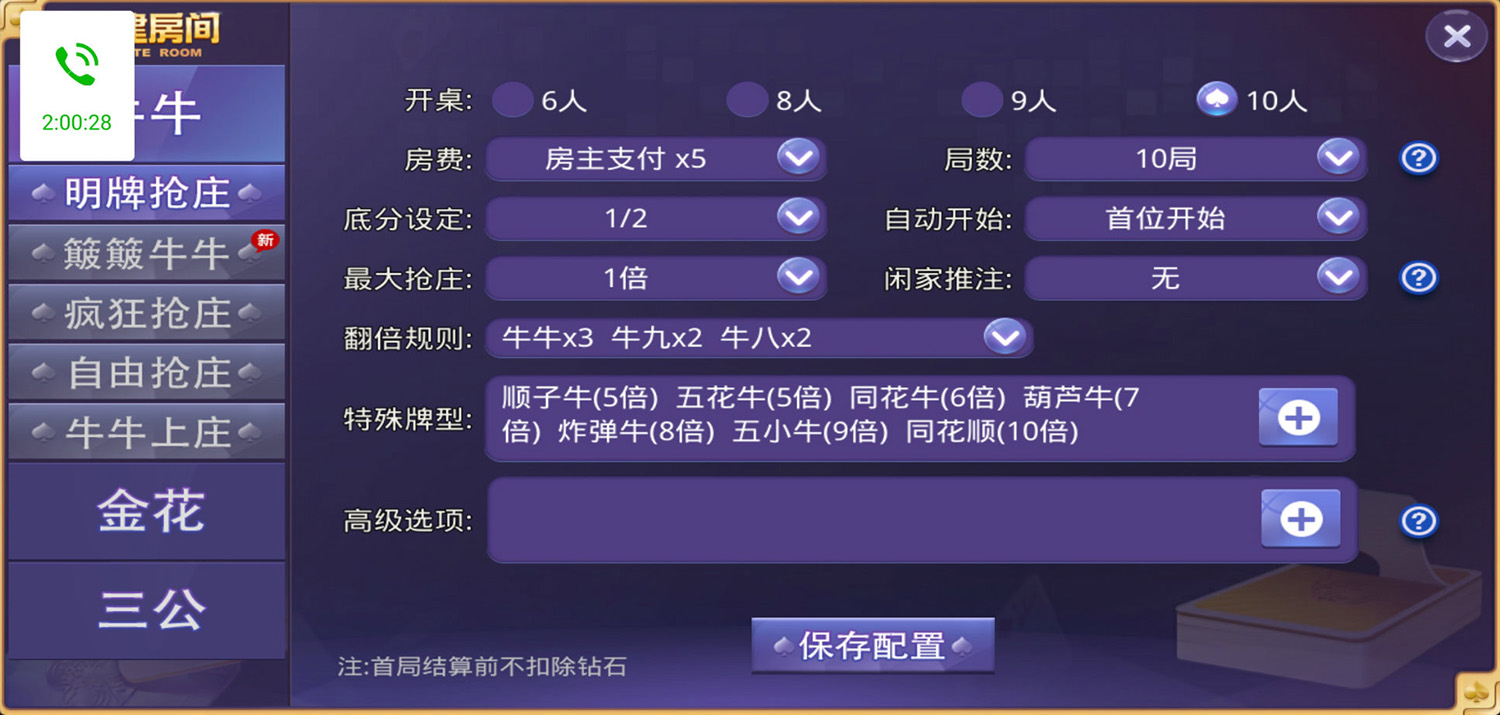 建房间
TE ROOM
2:00:28
牛
明牌抢庄
簸簸牛牛
新
疯狂抢庄
自由抢庄
牛牛上庄
金花
三公
开桌: 6人 8人 9人 10人
房费: 房主支付 x5 局数: 10局
底分设定: 1/2 自动开始: 首位开始
最大抢庄: 1倍 闲家推注: 无
翻倍规则: 牛牛x3 牛九x2 牛八x2
特殊牌型: 顺子牛(5倍) 五花牛(5倍) 同花牛(6倍) 葫芦牛(7
倍) 炸弹牛(8倍) 五小牛(9倍) 同花顺(10倍)
高级选项:
保存配置
注:首局结算前不扣除钻石